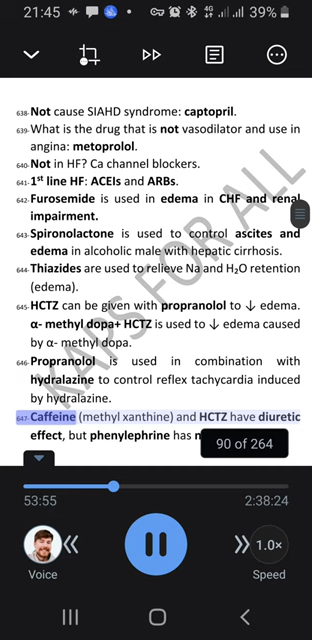 21:45
4G
39%
638- Not cause SIAHD syndrome: captopril.
639- What is the drug that is not vasodilator and use in
angina: metoprolol.
640- Not in HF? Ca channel blockers.
641- 1st line HF: ACEIs and ARBs.
642- Furosemide is used in edema in CHF and renal
impairment.
643- Spironolactone is used to control ascites and
edema in alcoholic male with hepatic cirrhosis.
644- Thiazides are used to relieve Na and H₂O retention
(edema).
645- HCTZ can be given with propranolol to ↓ edema.
α- methyl dopa+ HCTZ is used to ↓ edema caused
by α- methyl dopa.
646- Propranolol is used in combination with
hydralazine to control reflex tachycardia induced
by hydralazine.
647- Caffeine (methyl xanthine) and HCTZ have diuretic
effect, but phenylephrine has
90 of 264
KAPS FOR ALL
53:55
2:38:24
1.0×
Voice
Speed